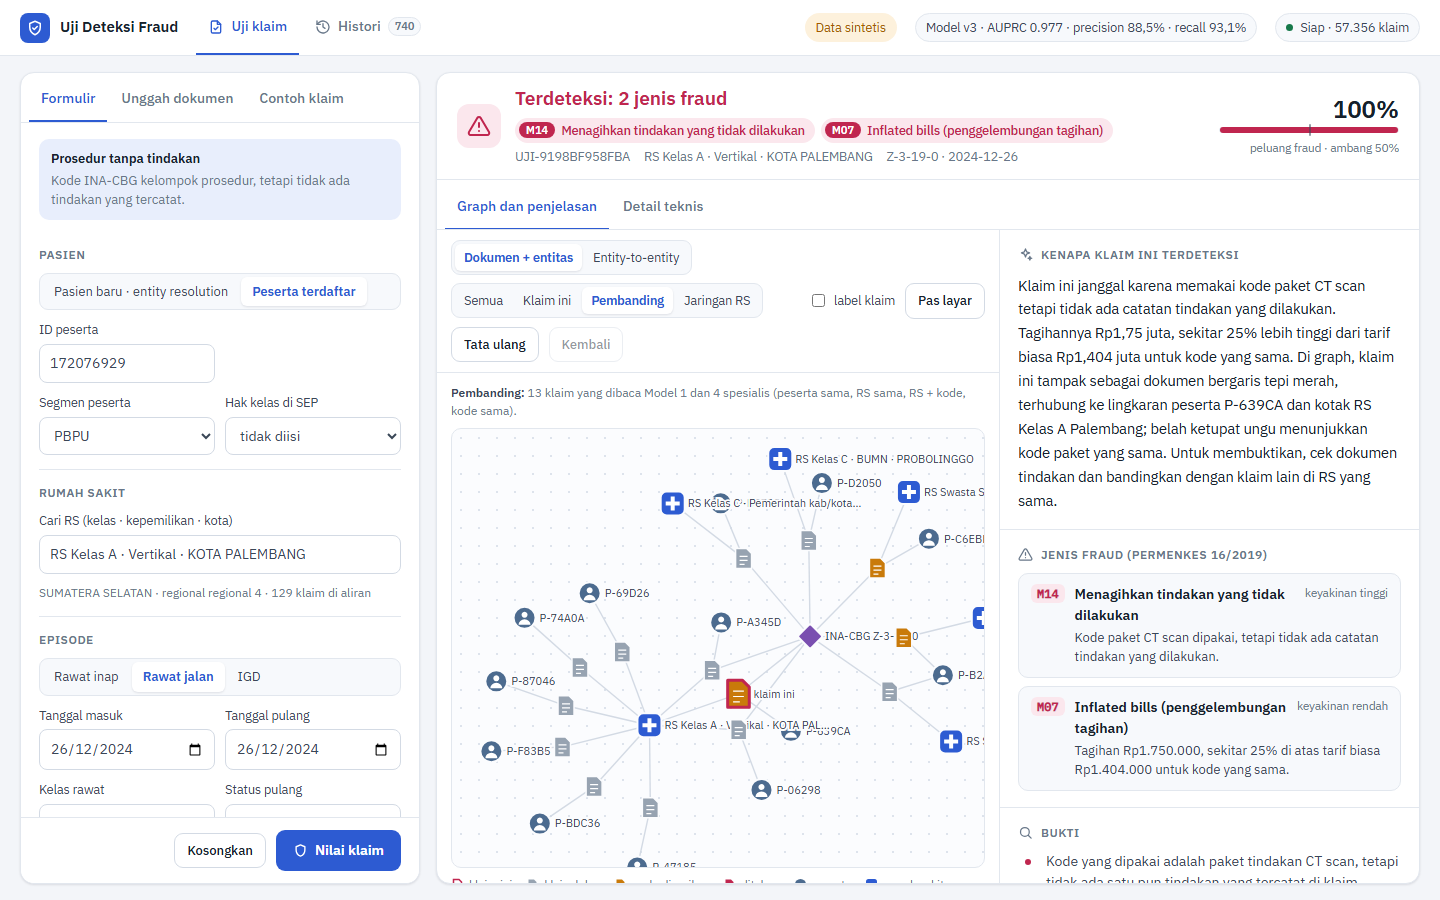 Uji Deteksi Fraud
Uji klaim
Histori 740
Data sintetis
Model v3 · AUPRC 0.977 · precision 88,5% · recall 93,1%
Siap · 57.356 klaim
Formulir
Unggah dokumen
Contoh klaim
Prosedur tanpa tindakan
Kode INA-CBG kelompok prosedur, tetapi tidak ada
tindakan yang tercatat.
PASIEN
Pasien baru · entity resolution
Peserta terdaftar
ID peserta
172076929
Segmen peserta
Hak kelas di SEP
PBPU
tidak diisi
RUMAH SAKIT
Cari RS (kelas · kepemilikan · kota)
RS Kelas A · Vertikal · KOTA PALEMBANG
SUMATERA SELATAN · regional regional 4 · 129 klaim di aliran
EPISODE
Rawat inap
Rawat jalan
IGD
Tanggal masuk
Tanggal pulang
26/12/2024
26/12/2024
Kelas rawat
Status pulang
Kosongkan
Nilai klaim
Terdeteksi: 2 jenis fraud
M14 Menagihkan tindakan yang tidak dilakukan
M07 Inflated bills (penggelembungan tagihan)
UJI-9198BF958FBA RS Kelas A · Vertikal · KOTA PALEMBANG Z-3-19-0 · 2024-12-26
100%
peluang fraud · ambang 50%
Graph dan penjelasan
Detail teknis
Dokumen + entitas
Entity-to-entity
Semua
Klaim ini
Pembanding
Jaringan RS
label klaim
Pas layar
Tata ulang
Kembali
Pembanding: 13 klaim yang dibaca Model 1 dan 4 spesialis (peserta sama, RS sama, RS + kode,
kode sama).
RS Kelas C · BUMN · PROBOLINGGO
P-D2050
RS Swasta S
RS Kelas C · Pemerintah kab/kota...
P-C6EB
P-69D26
P-74A0A
P-A345D
INA-CBG Z-3-
0
P-B2
P-87046
klaim ini
RS Kelas A · Vertikal · KOTA PAL...
P-639CA
P-F83B5
RS
P-06298
P-BDC36
P-47185
KENAPA KLAIM INI TERDETEKSI
Klaim ini janggal karena memakai kode paket CT scan
tetapi tidak ada catatan tindakan yang dilakukan.
Tagihannya Rp1,75 juta, sekitar 25% lebih tinggi dari tarif
biasa Rp1,404 juta untuk kode yang sama. Di graph, klaim
ini tampak sebagai dokumen bergaris tepi merah,
terhubung ke lingkaran peserta P-639CA dan kotak RS
Kelas A Palembang; belah ketupat ungu menunjukkan
kode paket yang sama. Untuk membuktikan, cek dokumen
tindakan dan bandingkan dengan klaim lain di RS yang
sama.
JENIS FRAUD (PERMENKES 16/2019)
M14 Menagihkan tindakan yang tidak keyakinan tinggi
dilakukan
Kode paket CT scan dipakai, tetapi tidak ada catatan
tindakan yang dilakukan.
M07 Inflated bills (penggelembungan keyakinan rendah
tagihan)
Tagihan Rp1.750.000, sekitar 25% di atas tarif biasa
Rp1.404.000 untuk kode yang sama.
BUKTI
Kode yang dipakai adalah paket tindakan CT scan, tetapi
tidak ada satu pun tindakan yang tercatat di klaim